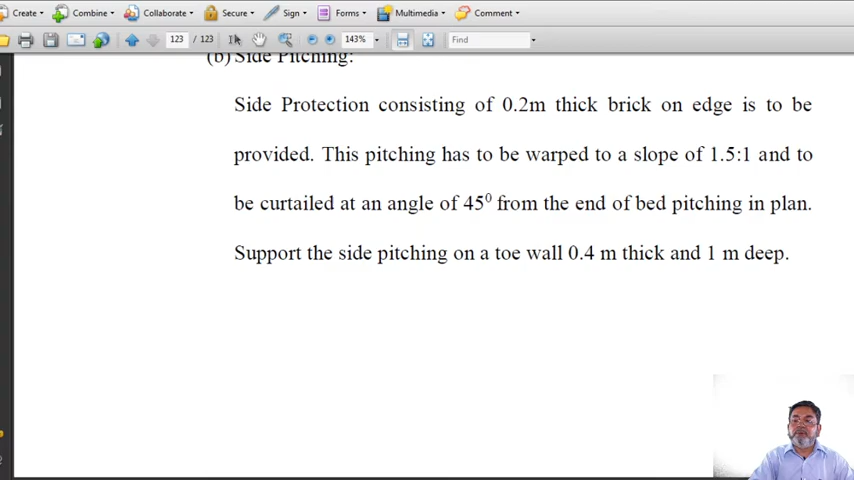 Create Combine Collaborate Secure Sign Forms Multimedia Comment
123 / 123 143% Find
(b) Side Pitching:
Side Protection consisting of 0.2m thick brick on edge is to be
provided. This pitching has to be warped to a slope of 1.5:1 and to
be curtailed at an angle of 45⁰ from the end of bed pitching in plan.
Support the side pitching on a toe wall 0.4 m thick and 1 m deep.